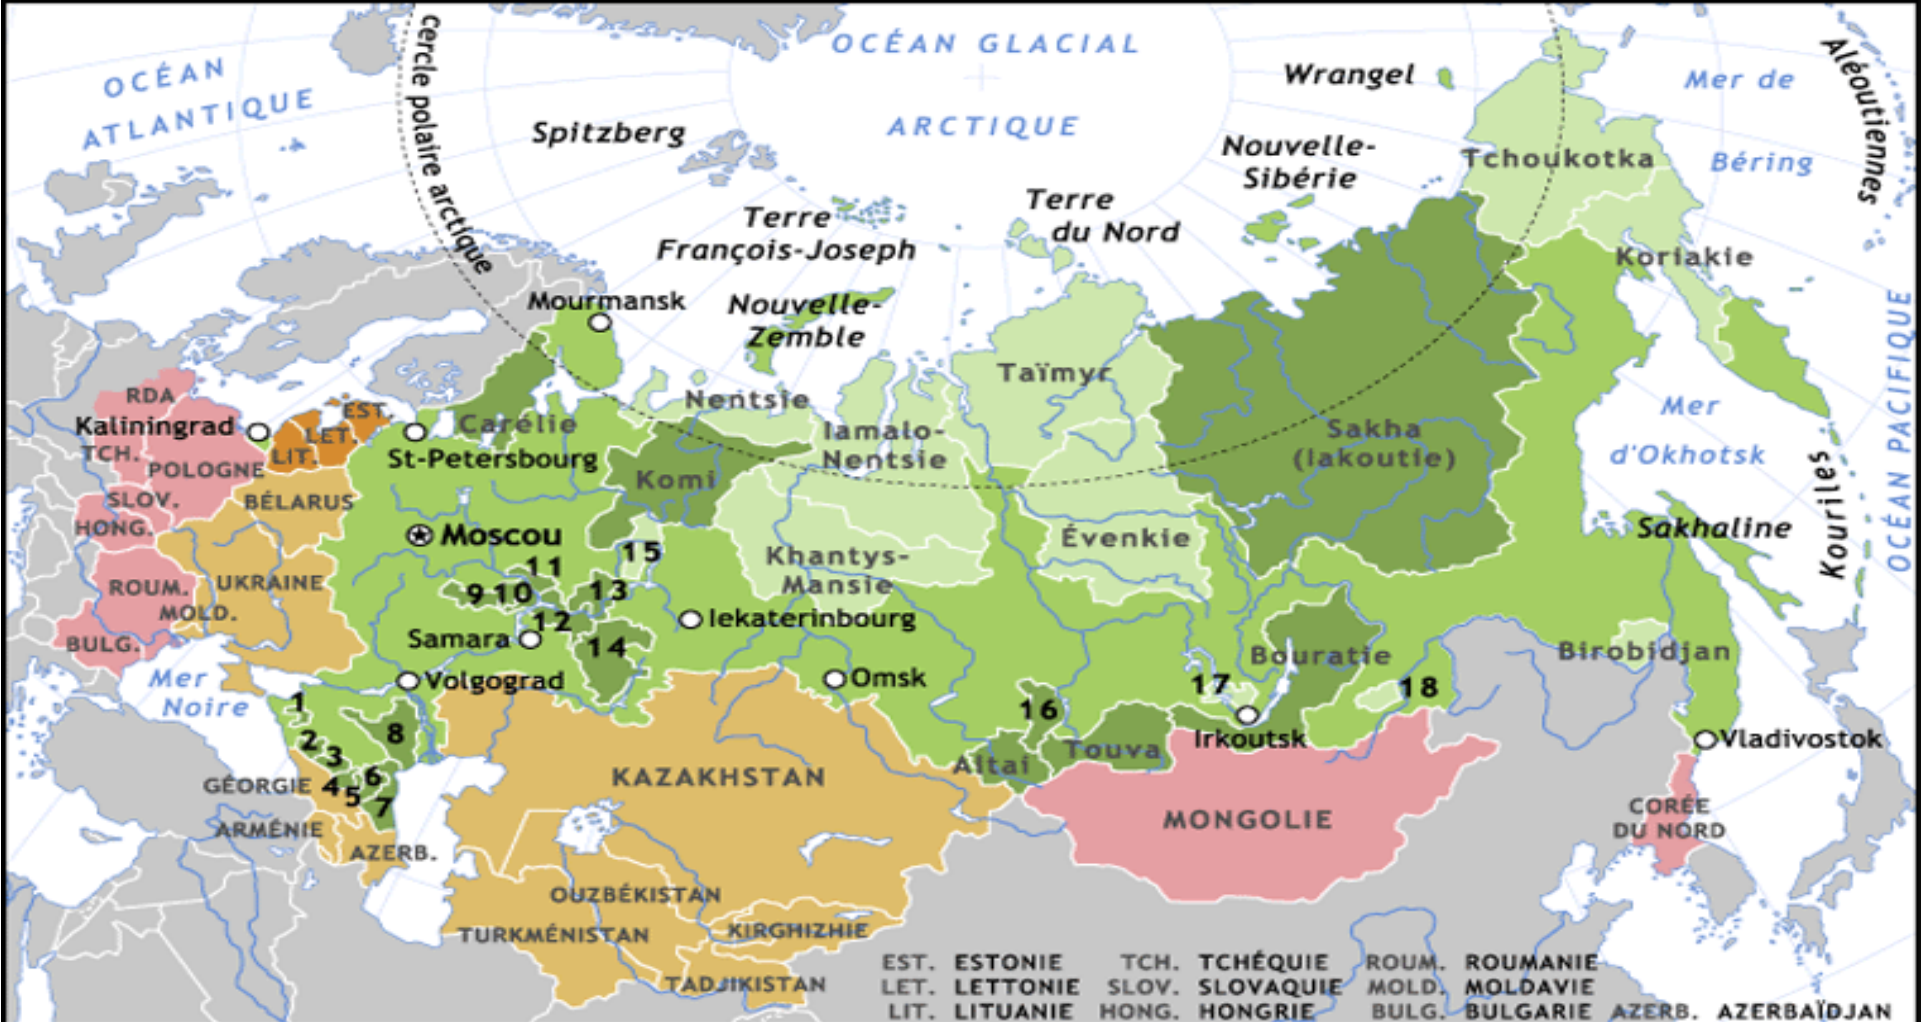 OCÉAN
ATLANTIQUE
cercle polaire arctique
OCÉAN GLACIAL
ARCTIQUE
Spitzberg
Terre
François-Joseph
Nouvelle-
Zemble
Terre
du Nord
Nouvelle-
Sibérie
Wrangel
Mer de
Béring
Aléoutiennes
Tchoukotka
Koriakie
OCÉAN PACIFIQUE
Mourmansk
Taïmyr
Nentsie
Iamalo-
Nentsie
Sakha
(Iakoutie)
Mer
d'Okhotsk
Kouriles
Sakhaline
RDA
Kaliningrad
EST.
LET.
LIT.
TCH.
POLOGNE
SLOV.
HONG.
BÉLARUS
ROUM.
UKRAINE
MOLD.
BULG.
Carélie
St-Petersbourg
Komi
Moscou
Khantys-
Mansie
Évenkie
15
11
9 10
13
12
14
Samara
Iekaterinbourg
Volgograd
Omsk
Mer
Noire
1
2
3
4
5
6
7
8
16
17
18
Bouratie
Birobidjan
Irkoutsk
Vladivostok
Altai
Touva
GÉORGIE
ARMÉNIE
AZERB.
KAZAKHSTAN
MONGOLIE
CORÉE
DU NORD
OUZBÉKISTAN
TURKMÉNISTAN
KIRGHIZHIE
TADJIKISTAN
EST. ESTONIE TCH. TCHÉQUIE ROUM. ROUMANIE
LET. LETTONIE SLOV. SLOVAQUIE MOLD. MOLDAVIE
LIT. LITUANIE HONG. HONGRIE BULG. BULGARIE AZERB. AZERBAÏDJAN